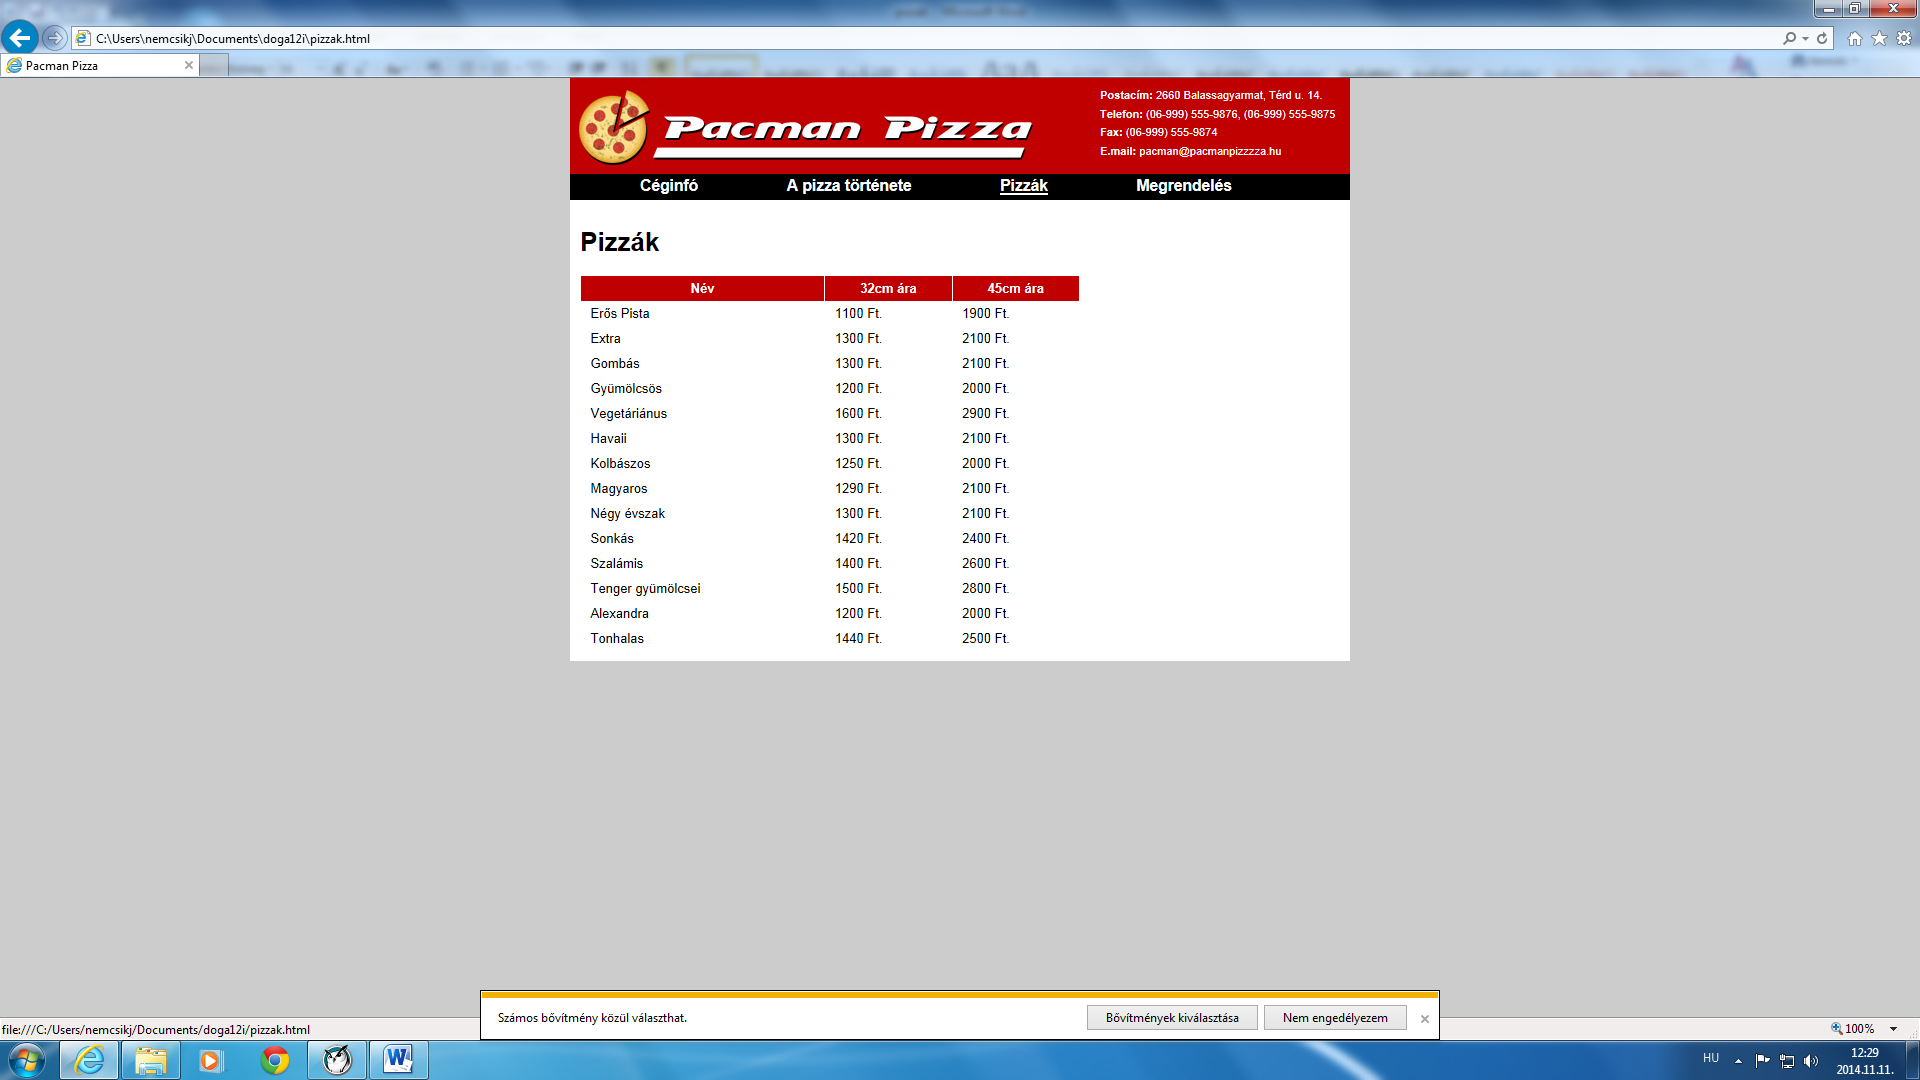 C:\Users\nemcsikj\Documents\doga12i\pizzak.html
Pacman Pizza
Pacman Pizza
Postacím: 2660 Balassagyarmat, Térd u. 14.
Telefon: (06-999) 555-9876, (06-999) 555-9875
Fax: (06-999) 555-9874
E.mail: pacman@pacmanpizzzza.hu
Céginfó A pizza története Pizzák Megrendelés
Pizzák
Név 32cm ára 45cm ára
Erős Pista 1100 Ft. 1900 Ft.
Extra 1300 Ft. 2100 Ft.
Gombás 1300 Ft. 2100 Ft.
Gyümölcsös 1200 Ft. 2000 Ft.
Vegetáriánus 1600 Ft. 2900 Ft.
Havaii 1300 Ft. 2100 Ft.
Kolbászos 1250 Ft. 2000 Ft.
Magyaros 1290 Ft. 2100 Ft.
Négy évszak 1300 Ft. 2100 Ft.
Sonkás 1420 Ft. 2400 Ft.
Szalámis 1400 Ft. 2600 Ft.
Tenger gyümölcsei 1500 Ft. 2800 Ft.
Alexandra 1200 Ft. 2000 Ft.
Tonhalas 1440 Ft. 2500 Ft.
Számos bővítmény közül választhat. Bővítmények kiválasztása Nem engedélyezem
file:///C:/Users/nemcsikj/Documents/doga12i/pizzak.html 100%
HU 12:29
2014.11.11.